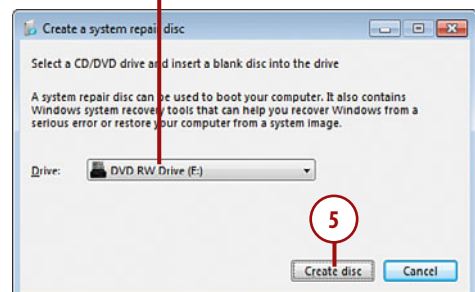 Create a system repair disc
Select a CD/DVD drive and insert a blank disc into the drive
A system repair disc can be used to boot your computer. It also contains
Windows system recovery tools that can help you recover Windows from a
serious error or restore your computer from a system image.
Drive: DVD RW Drive (E:)
5
Create disc Cancel